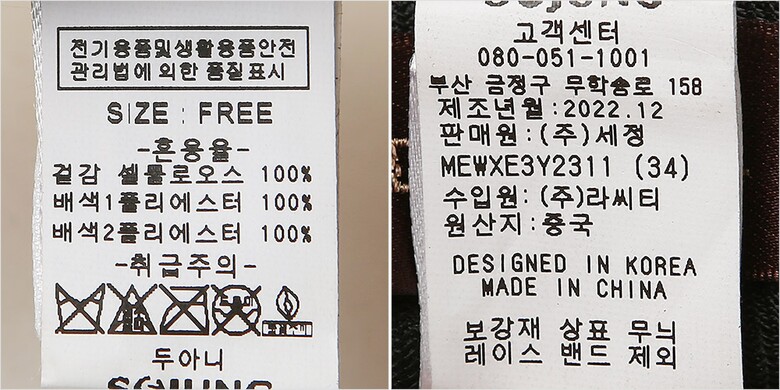 전기용품및생활용품안전
관리법에 의한 품질표시
SIZE : FREE
-혼용율-
겉감 셀룰로오스 100%
배색1폴리에스터 100%
배색2폴리에스터 100%
-취급주의-
두아니
고객센터
080-051-1001
부산 금정구 무학송로 158
제조년월:2022.12
판매원:(주)세정
MEWXE3Y2311 (34)
수입원:(주)라씨티
원산지:중국
DESIGNED IN KOREA
MADE IN CHINA
보강재 상표 무늬
레이스 밴드 제외